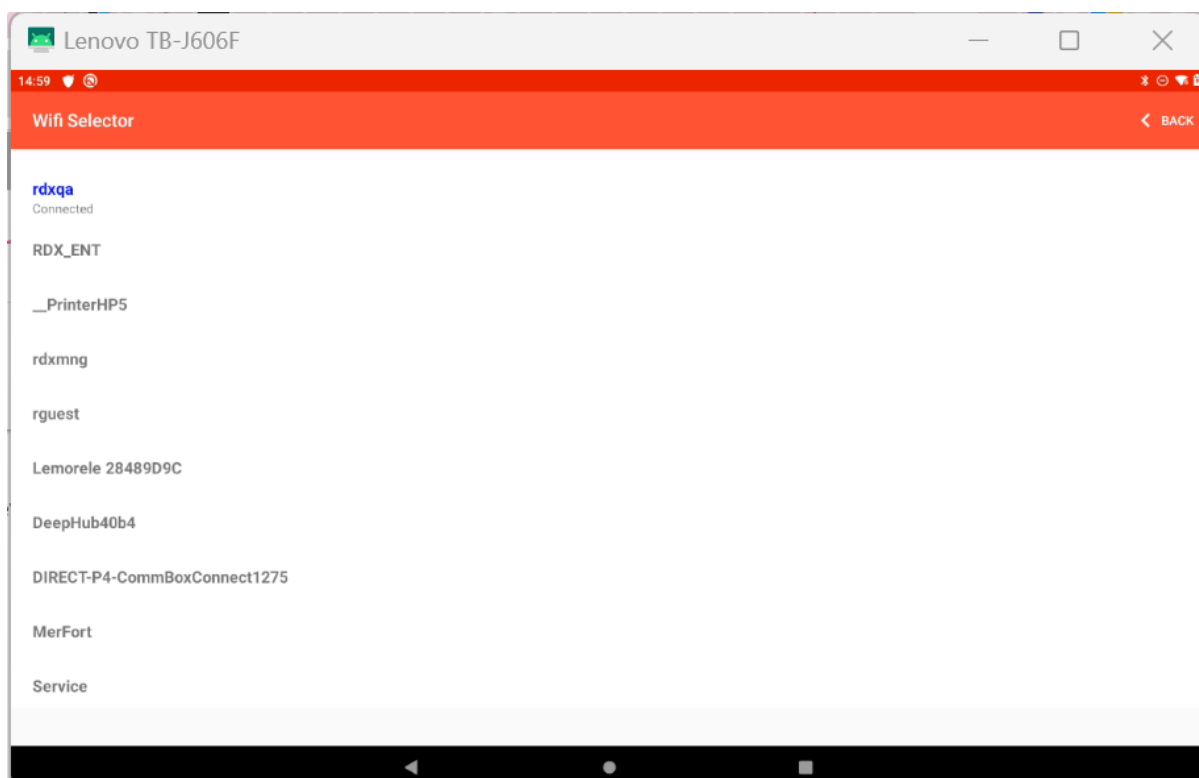 Lenovo TB-J606F
14:59
Wifi Selector
BACK
rdxqa
Connected
RDX_ENT
__PrinterHP5
rdxmng
rguest
Lemorele 28489D9C
DeepHub40b4
DIRECT-P4-CommBoxConnect1275
MerFort
Service